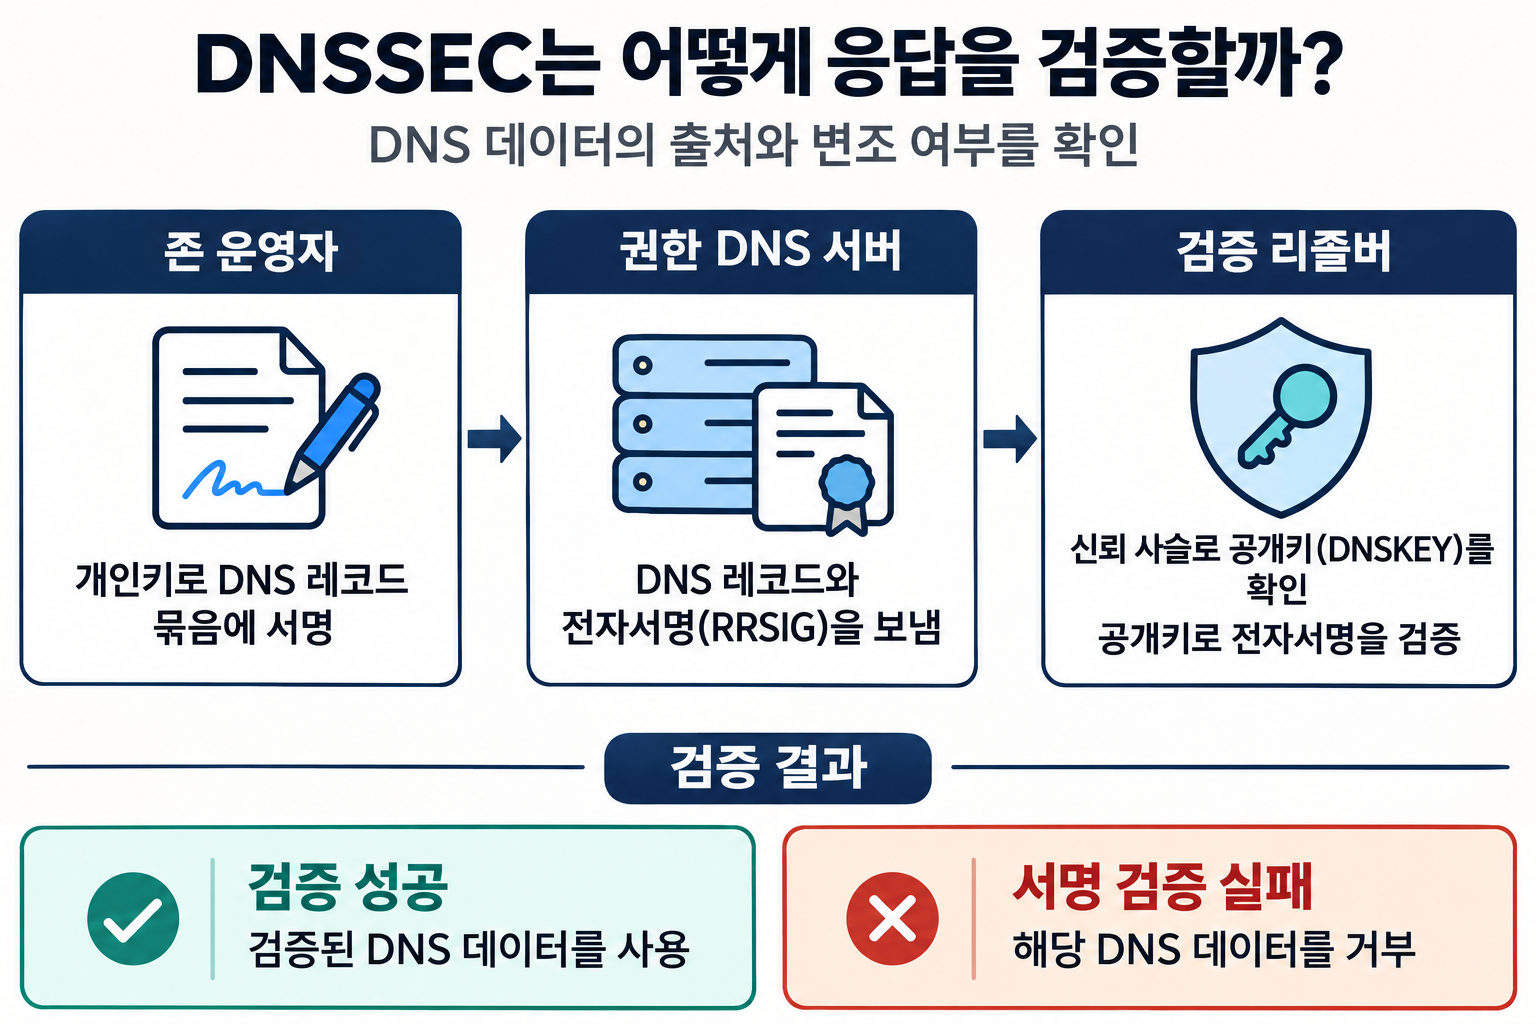 DNSSEC는 어떻게 응답을 검증할까?
DNS 데이터의 출처와 변조 여부를 확인
존 운영자
개인키로 DNS 레코드
묶음에 서명
권한 DNS 서버
DNS 레코드와
전자서명(RRSIG)을 보냄
검증 리졸버
신뢰 사슬로 공개키(DNSKEY)를
확인
공개키로 전자서명을 검증
검증 결과
검증 성공
검증된 DNS 데이터를 사용
서명 검증 실패
해당 DNS 데이터를 거부